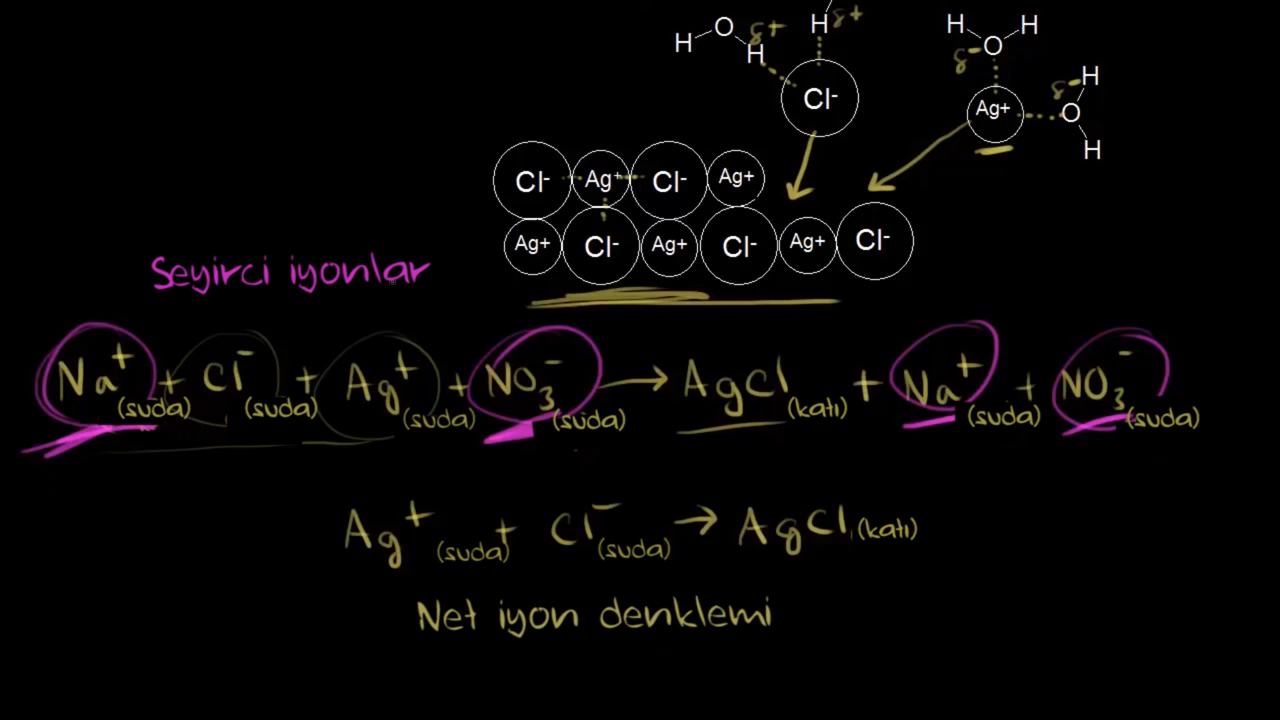 H O H δ+ H δ+ H O H δ-
Cl- Ag+ δ- H O H
Cl- Ag+ Cl- Ag+
Ag+ Cl- Ag+ Cl- Ag+ Cl-
Seyirci iyonlar
Na+(suda) + Cl-(suda) + Ag+(suda) + NO3-(suda) → AgCl(katı) + Na+(suda) + NO3-(suda)
Ag+(suda) + Cl-(suda) → AgCl(katı)
Net iyon denklemi